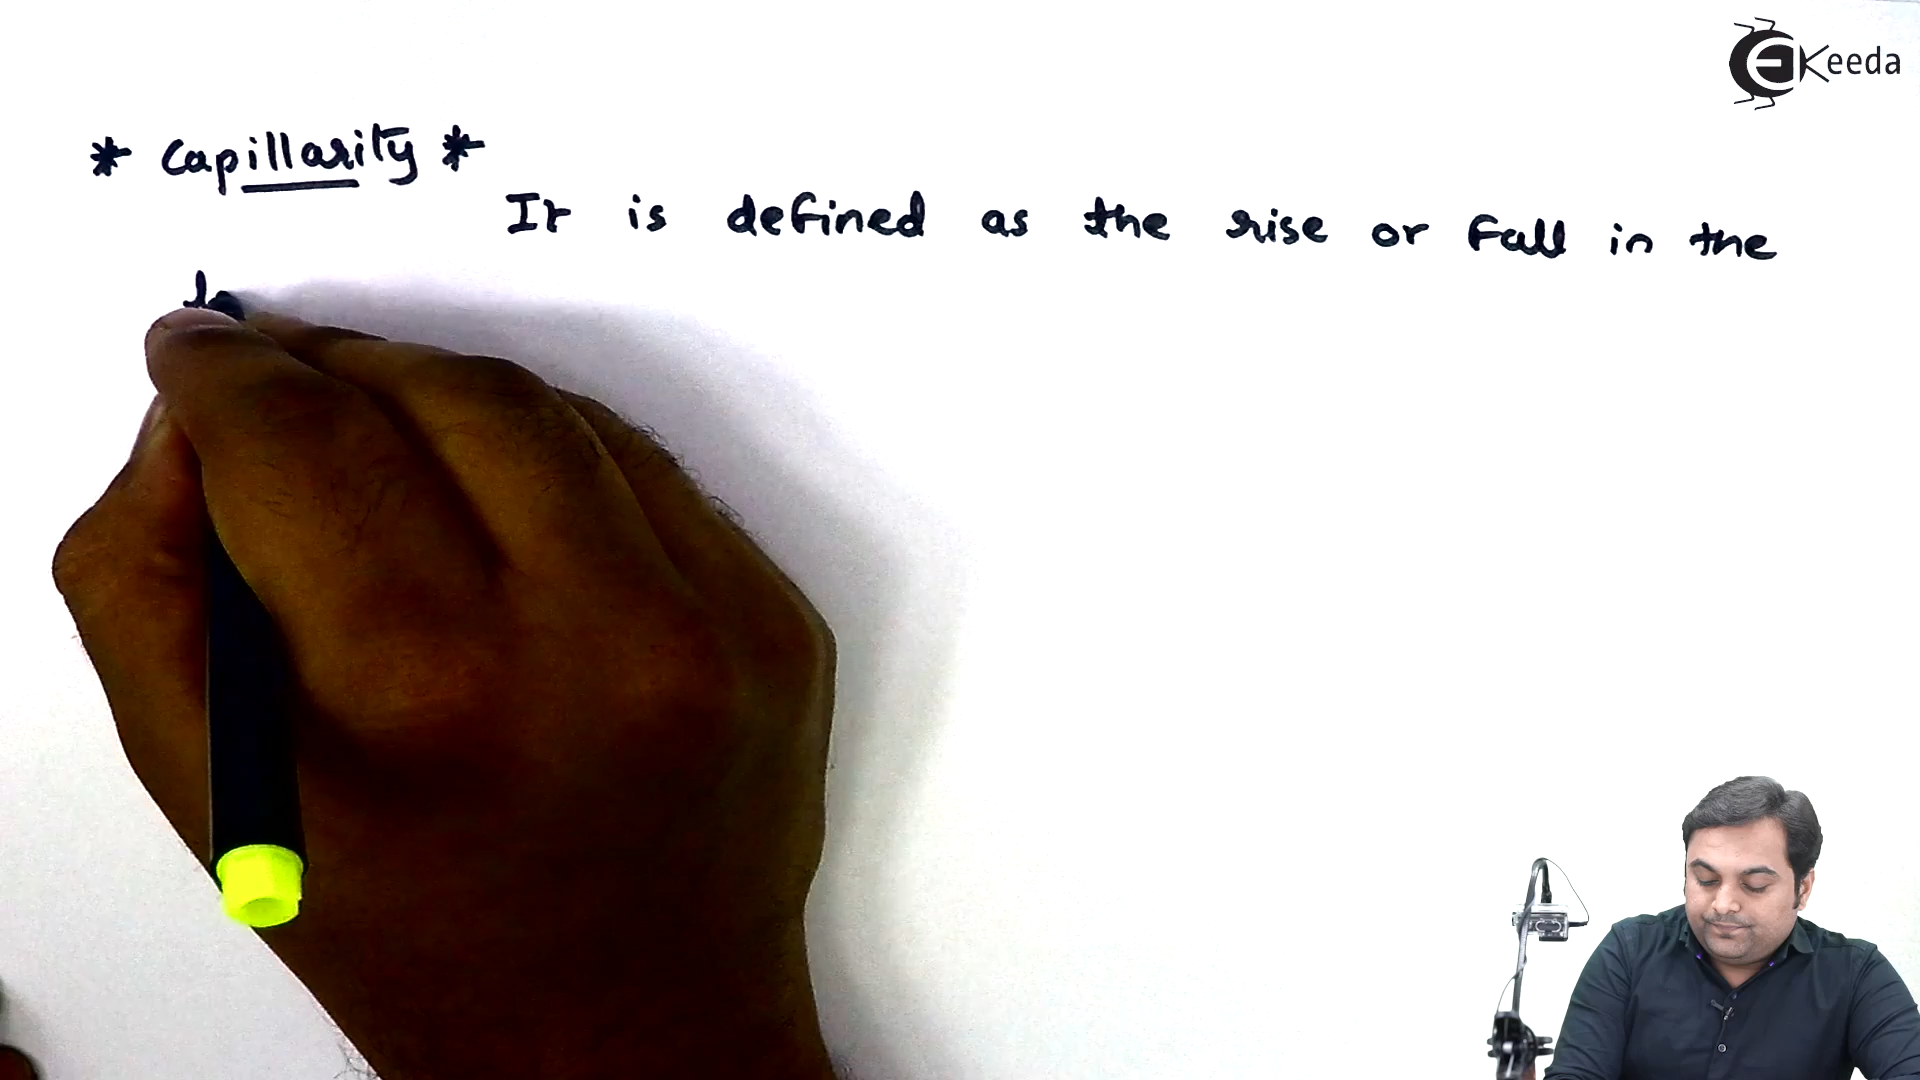 Keeda
* Capillarity *
It is defined as the rise or fall in the